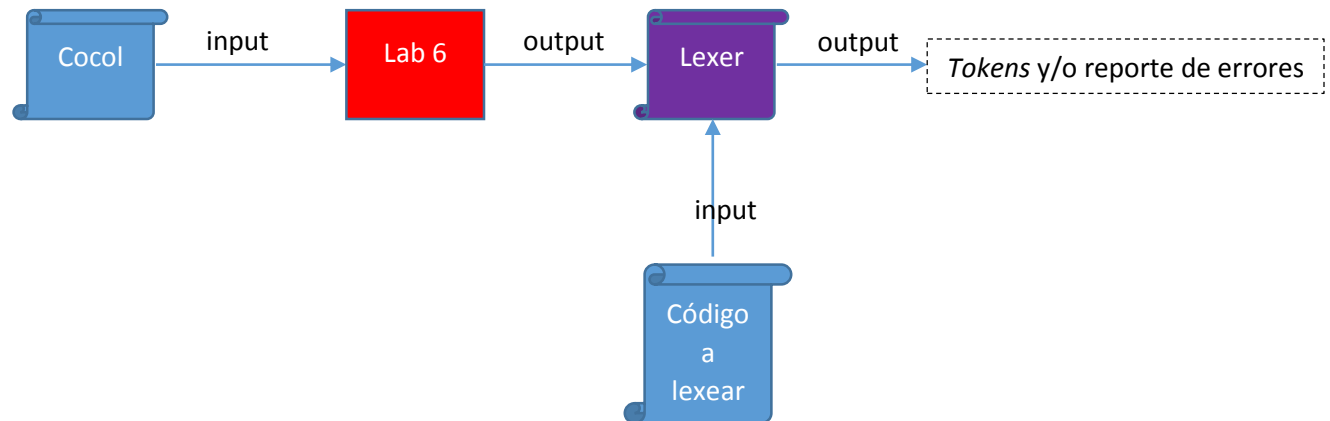 Cocol
input
Lab 6
output
Lexer
output
Tokens y/o reporte de errores
input
Código
a
lexear